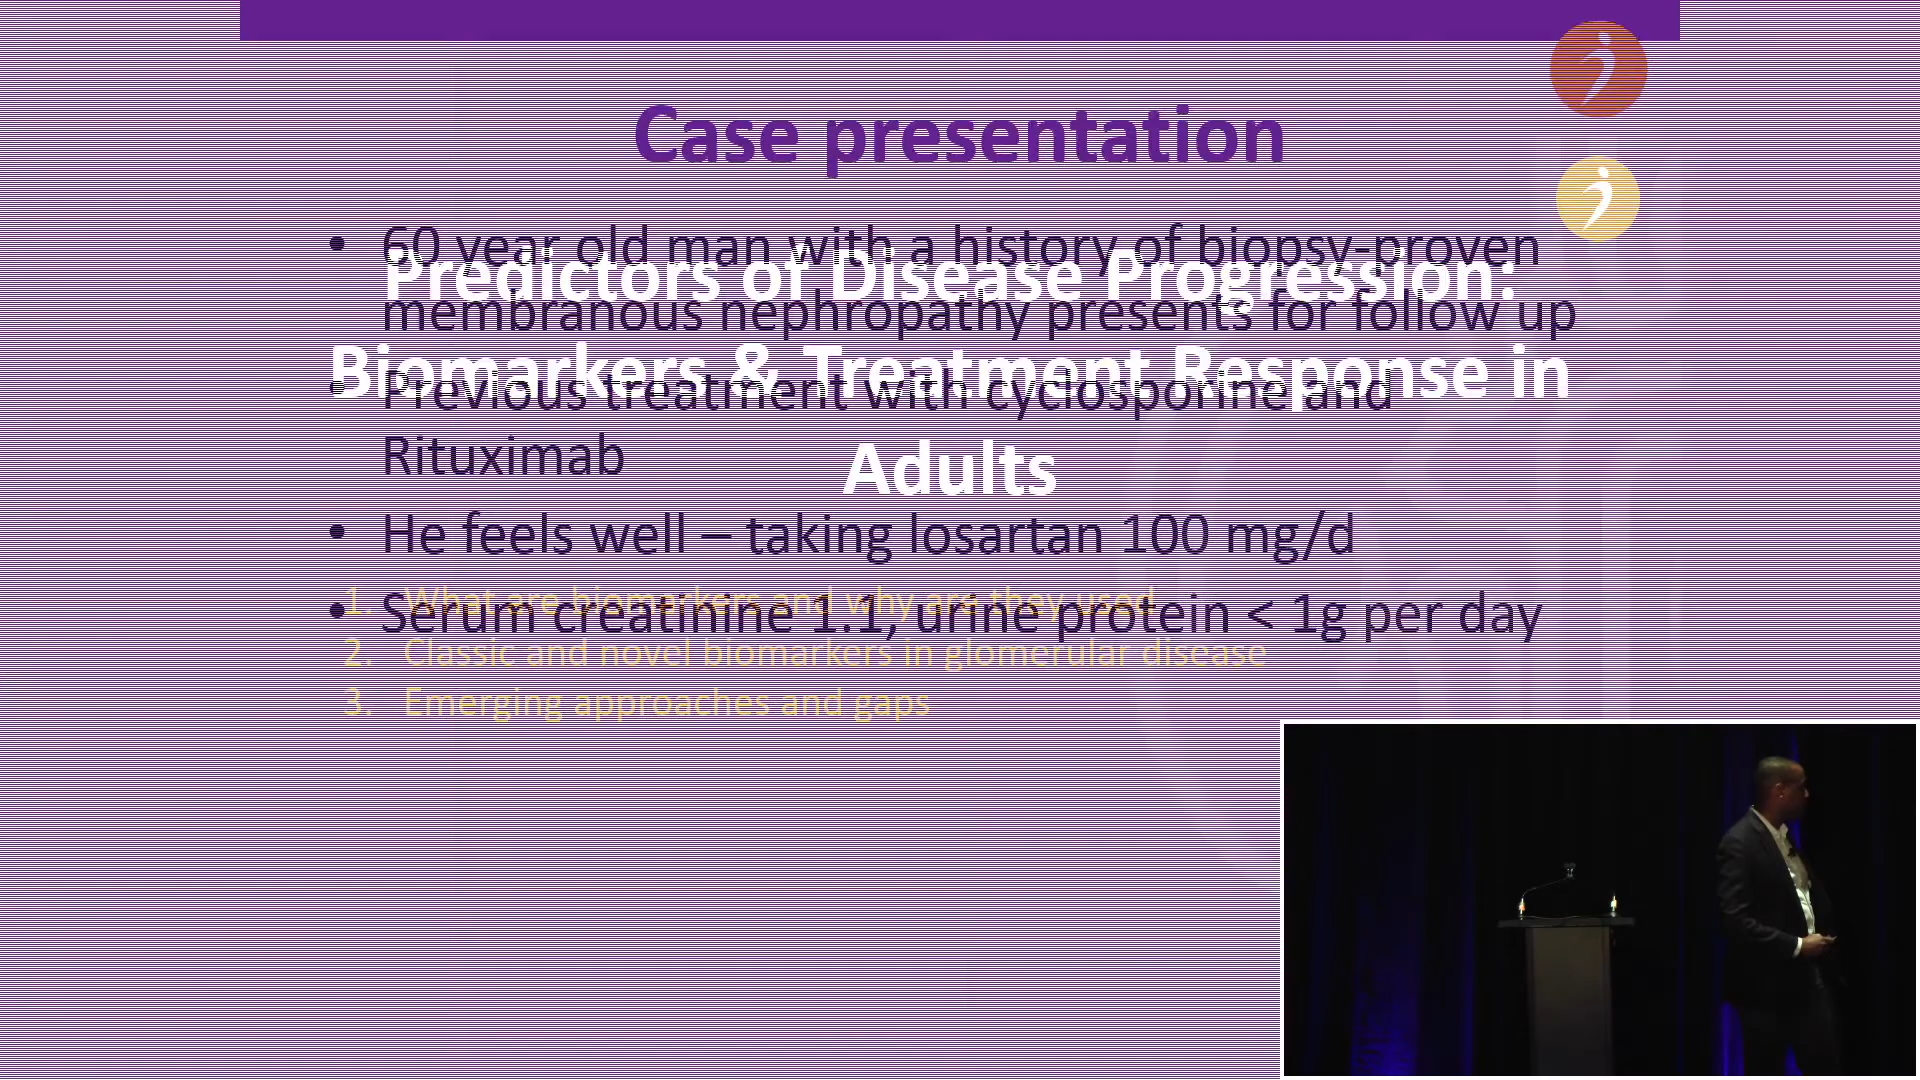 Case presentation
• 60 year old man with a history of biopsy-proven
membranous nephropathy presents for follow up
• Previous treatment with cyclosporine and
Rituximab
• He feels well – taking losartan 100 mg/d
• Serum creatinine 1.1, urine protein < 1g per day
Predictors of Disease Progression:
Biomarkers & Treatment Response in
Adults
1. What are biomarkers and why are they used
2. Classic and novel biomarkers in glomerular disease
3. Emerging approaches and gaps